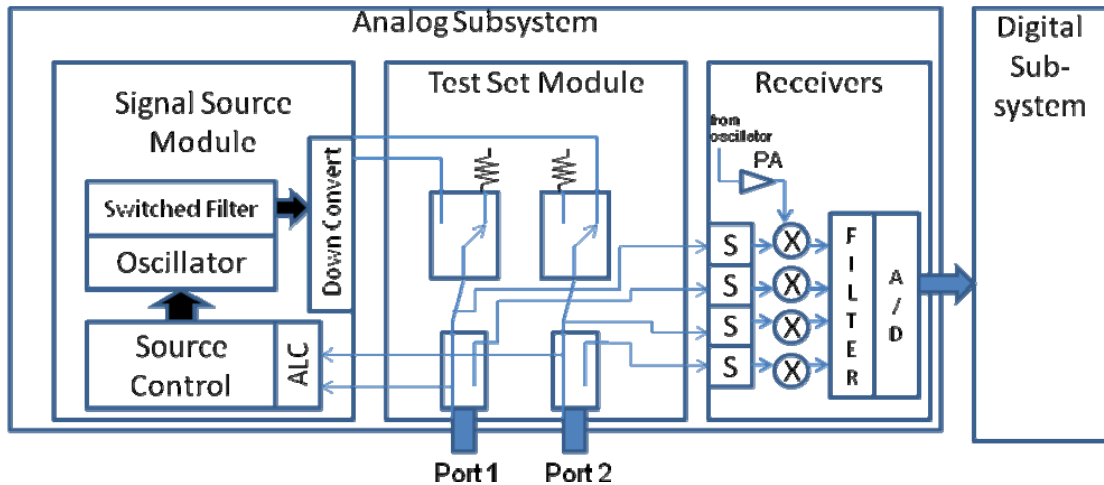 Analog Subsystem
Digital
Sub-
system
Signal Source
Module
Test Set Module
Receivers
from
oscillator
PA
Switched Filter
Oscillator
Down Convert
Source
Control
ALC
S
S
S
S
X
X
X
X
FILTER
A/D
Port 1
Port 2